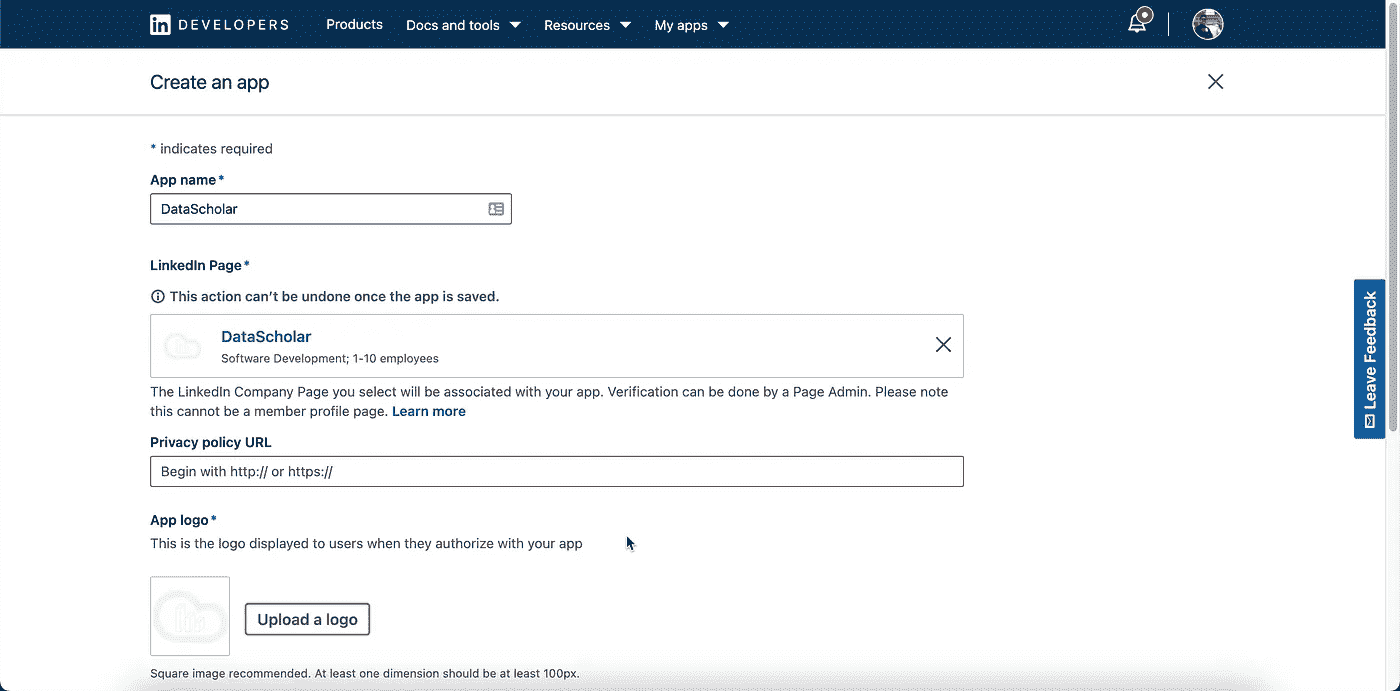 in DEVELOPERS Products Docs and tools Resources My apps
Create an app
* indicates required
App name*
DataScholar
LinkedIn Page*
This action can't be undone once the app is saved.
DataScholar
Software Development; 1-10 employees
The LinkedIn Company Page you select will be associated with your app. Verification can be done by a Page Admin. Please note
this cannot be a member profile page. Learn more
Privacy policy URL
Begin with http:// or https://
App logo*
This is the logo displayed to users when they authorize with your app
Upload a logo
Square image recommended. At least one dimension should be at least 100px.
Leave Feedback